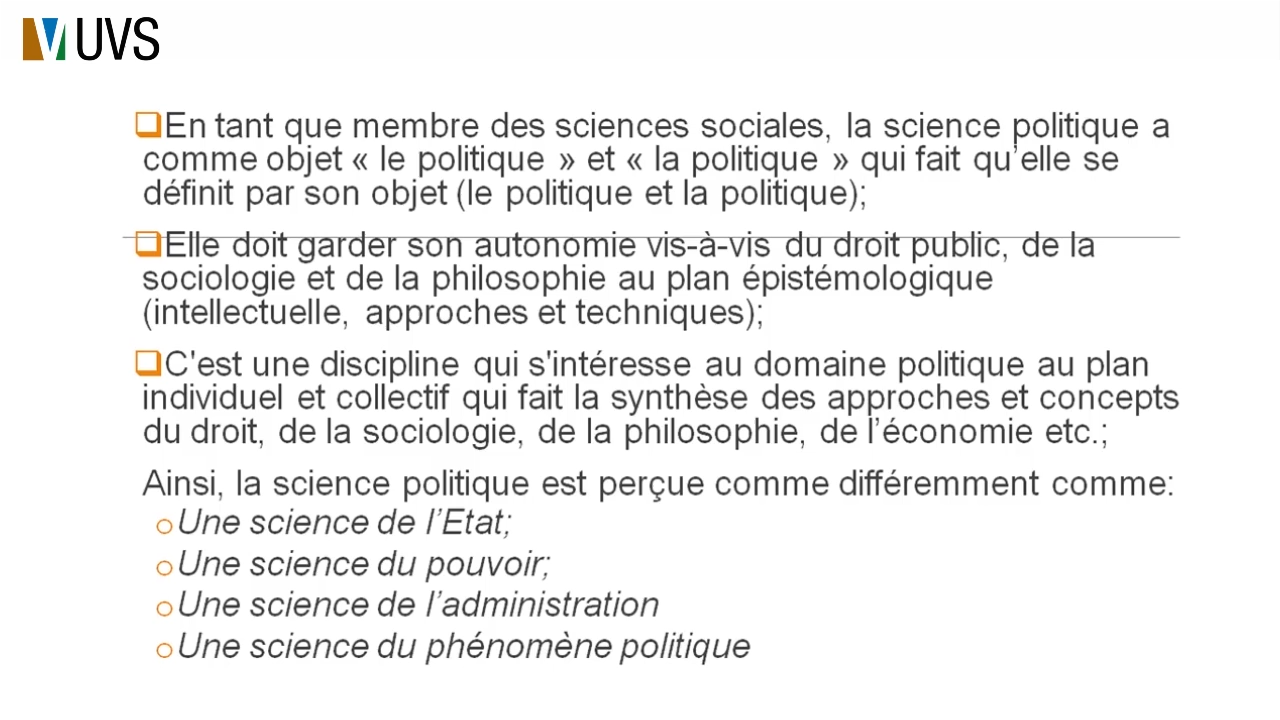 UVS
❑En tant que membre des sciences sociales, la science politique a
comme objet « le politique » et « la politique » qui fait qu’elle se
définit par son objet (le politique et la politique);
❑Elle doit garder son autonomie vis-à-vis du droit public, de la
sociologie et de la philosophie au plan épistémologique
(intellectuelle, approches et techniques);
❑C'est une discipline qui s'intéresse au domaine politique au plan
individuel et collectif qui fait la synthèse des approches et concepts
du droit, de la sociologie, de la philosophie, de l’économie etc.;
Ainsi, la science politique est perçue comme différemment comme:
oUne science de l’Etat;
oUne science du pouvoir;
oUne science de l’administration
oUne science du phénomène politique